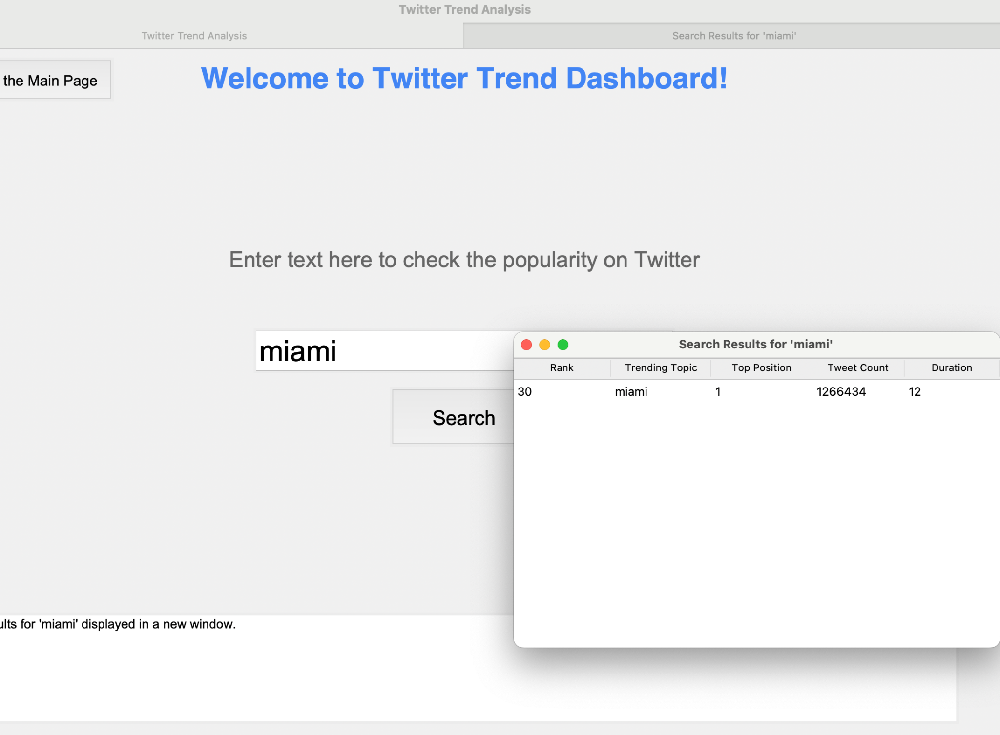 Twitter Trend Analysis
Twitter Trend Analysis
Search Results for 'miami'
the Main Page
Welcome to Twitter Trend Dashboard!
Enter text here to check the popularity on Twitter
miami
Search
Search Results for 'miami'
Rank Trending Topic Top Position Tweet Count Duration
30 miami 1 1266434 12
for 'miami' displayed in a new window.